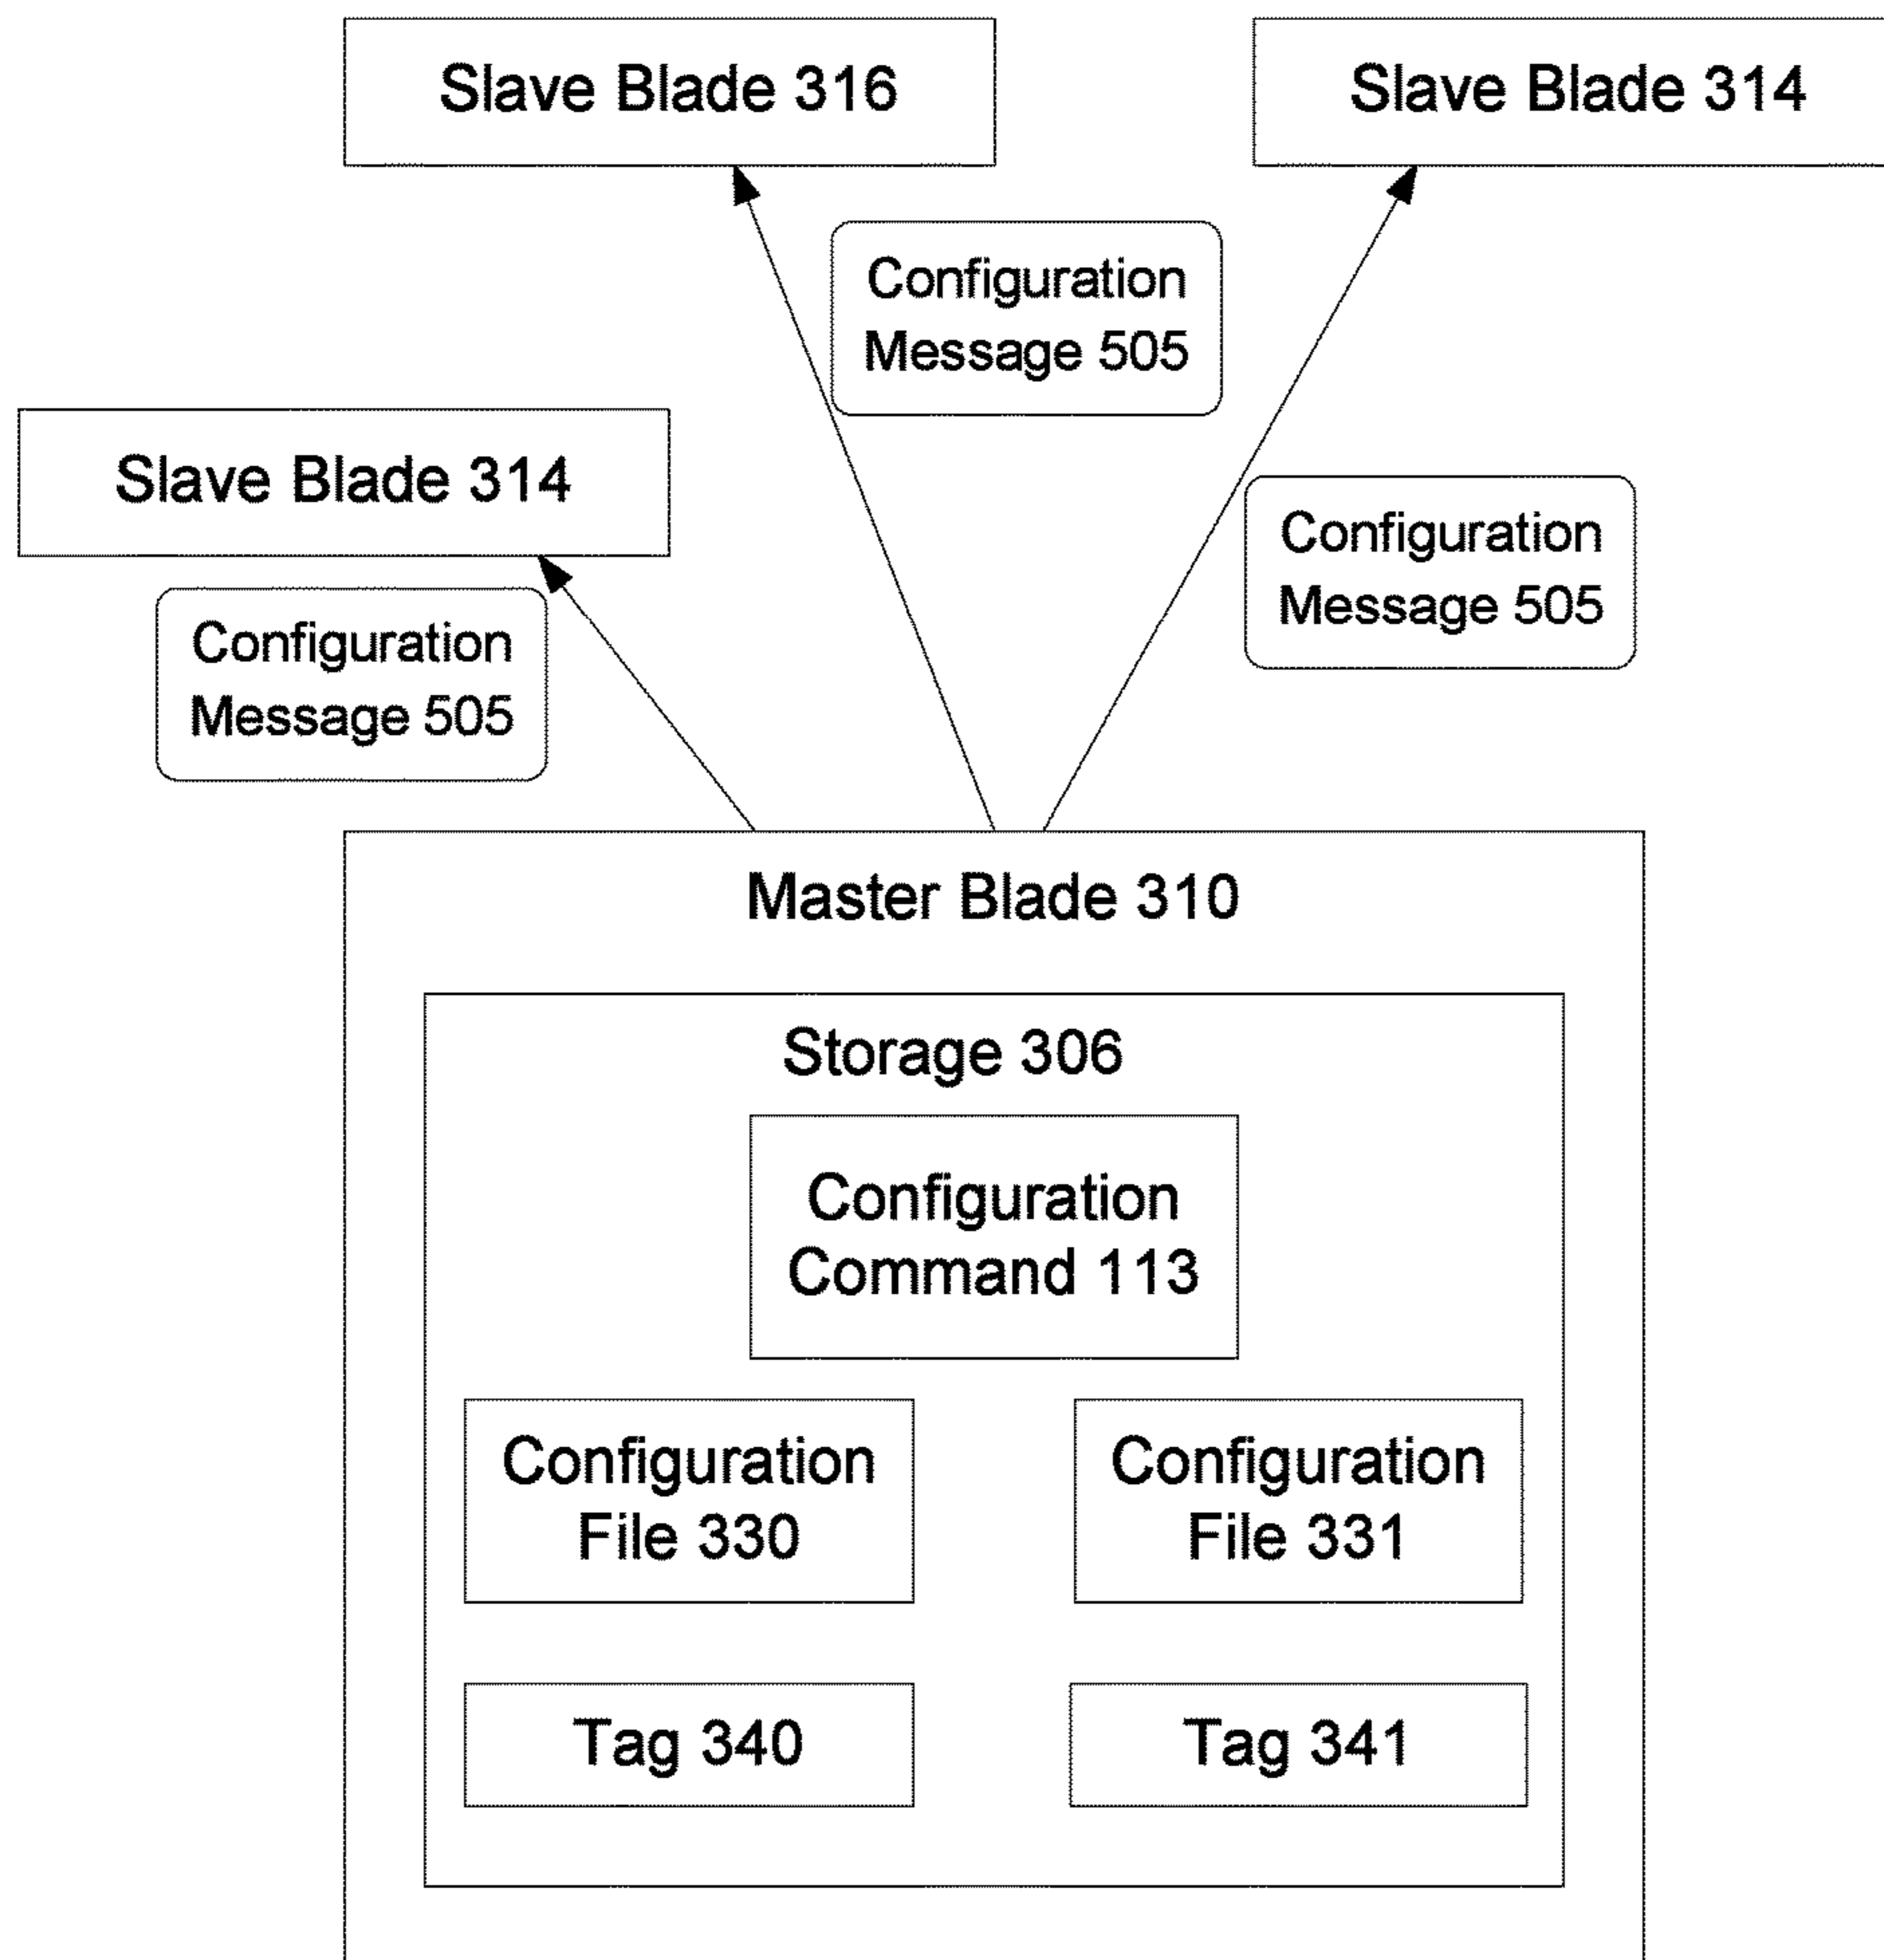 Slave Blade 316
Slave Blade 314
Configuration
Message 505
Slave Blade 314
Configuration
Message 505
Configuration
Message 505
Master Blade 310
Storage 306
Configuration
Command 113
Configuration
File 330
Configuration
File 331
Tag 340
Tag 341